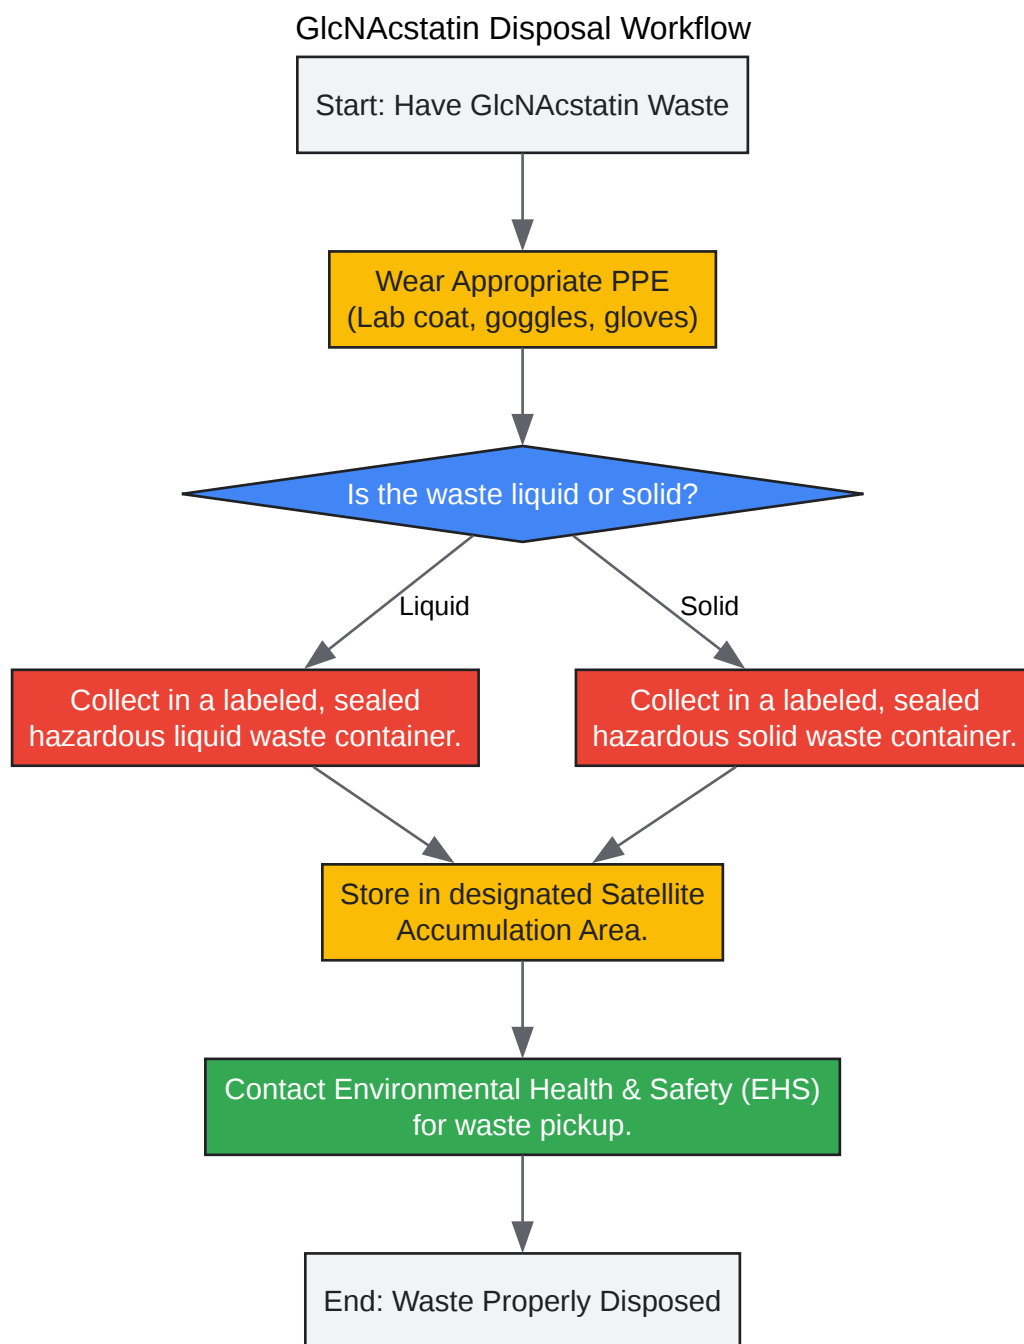 GlcNAcstatin Disposal Workflow
Start: Have GlcNAcstatin Waste
Wear Appropriate PPE
(Lab coat, goggles, gloves)
Is the waste liquid or solid?
Liquid
Solid
Collect in a labeled, sealed
hazardous liquid waste container.
Collect in a labeled, sealed
hazardous solid waste container.
Store in designated Satellite
Accumulation Area.
Contact Environmental Health & Safety (EHS)
for waste pickup.
End: Waste Properly Disposed